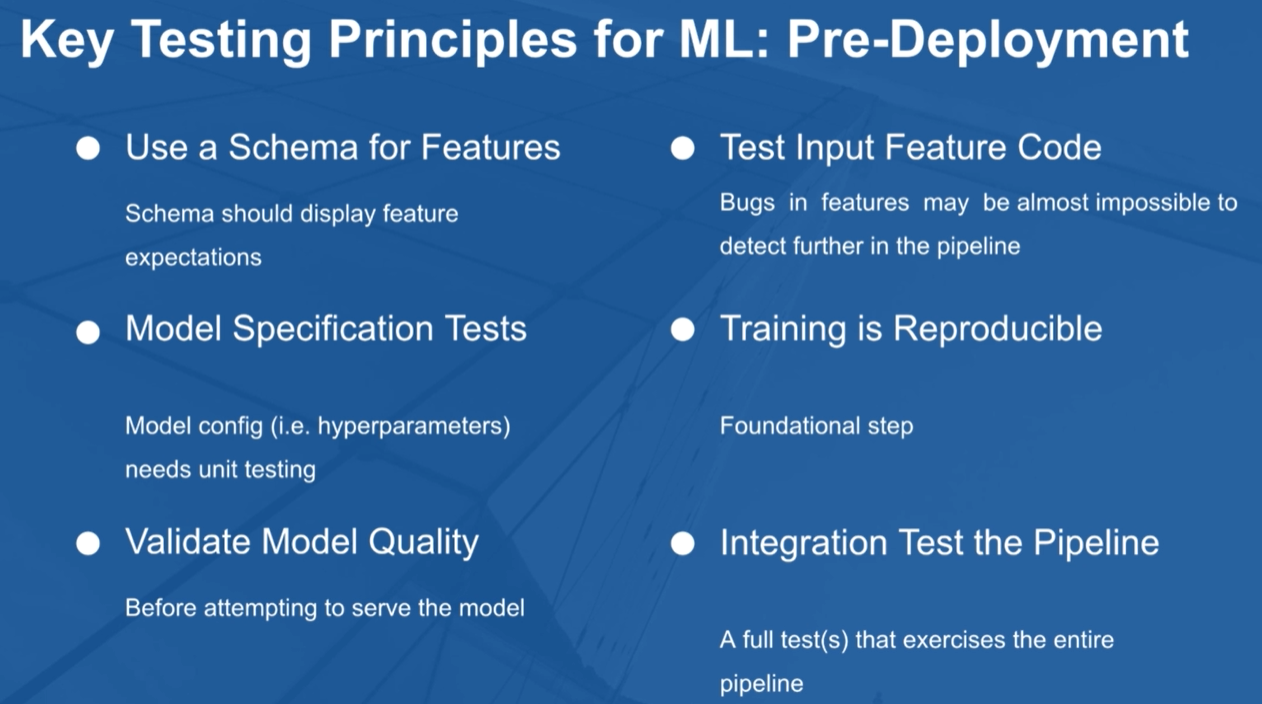 Key Testing Principles for ML: Pre-Deployment
Use a Schema for Features
Schema should display feature
expectations
Model Specification Tests
Model config (i.e. hyperparameters)
needs unit testing
Validate Model Quality
Before attempting to serve the model
Test Input Feature Code
Bugs in features may be almost impossible to
detect further in the pipeline
Training is Reproducible
Foundational step
Integration Test the Pipeline
A full test(s) that exercises the entire
pipeline